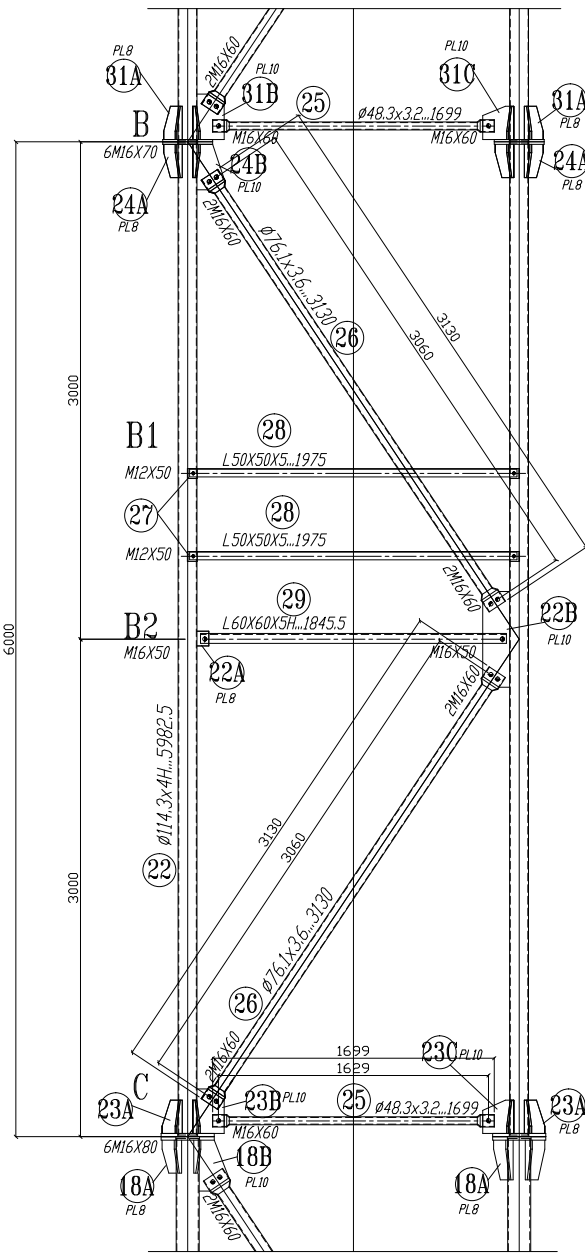 2M16X60
PL8
31A
PL10
31B
25
PL10
31C
31A
PL8
B
Ø48.3x3.2...1699
6M16X70
M16X60
M16X60
24A
PL8
24B
PL10
2M16X60
24A
PL8
Ø76.1x3.6...3130
26
3130
3060
3000
B1
28
L50X50X5...1975
M12X50
27
28
L50X50X5...1975
M12X50
2M16X60
29
B2
L60X60X5H...1845.5
M16X50
M16X50
22B
PL10
22A
PL8
2M16X60
6000
Ø114.3x4H...5982.5
22
3130
3060
3000
Ø76.1x3.6...3130
26
2M16X60
1699
1629
23C
PL10
C
23A
PL8
23B
PL10
25
Ø48.3x3.2...1699
23A
PL8
M16X60
6M16X80
18A
PL8
18B
PL10
2M16X60
18A
PL8